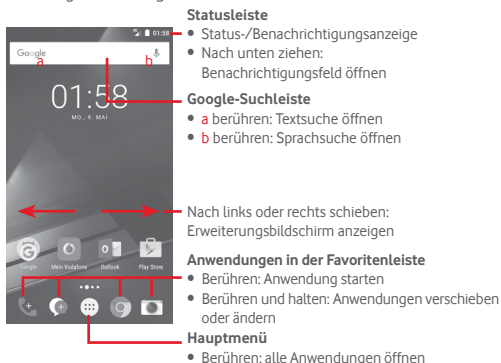 Statusleiste
• Status-/Benachrichtigungsanzeige
• Nach unten ziehen:
Benachrichtigungsfeld öffnen
Google-Suchleiste
• a berühren: Textsuche öffnen
• b berühren: Sprachsuche öffnen
Nach links oder rechts schieben:
Erweiterungsbildschirm anzeigen
Anwendungen in der Favoritenleiste
• Berühren: Anwendung starten
• Berühren und halten: Anwendungen verschieben
oder ändern
Hauptmenü
• Berühren: alle Anwendungen öffnen
01:58
Google
a
b
01:58
MO., 9. MAI
Google
Mein Vodafone
Outlook
Play Store